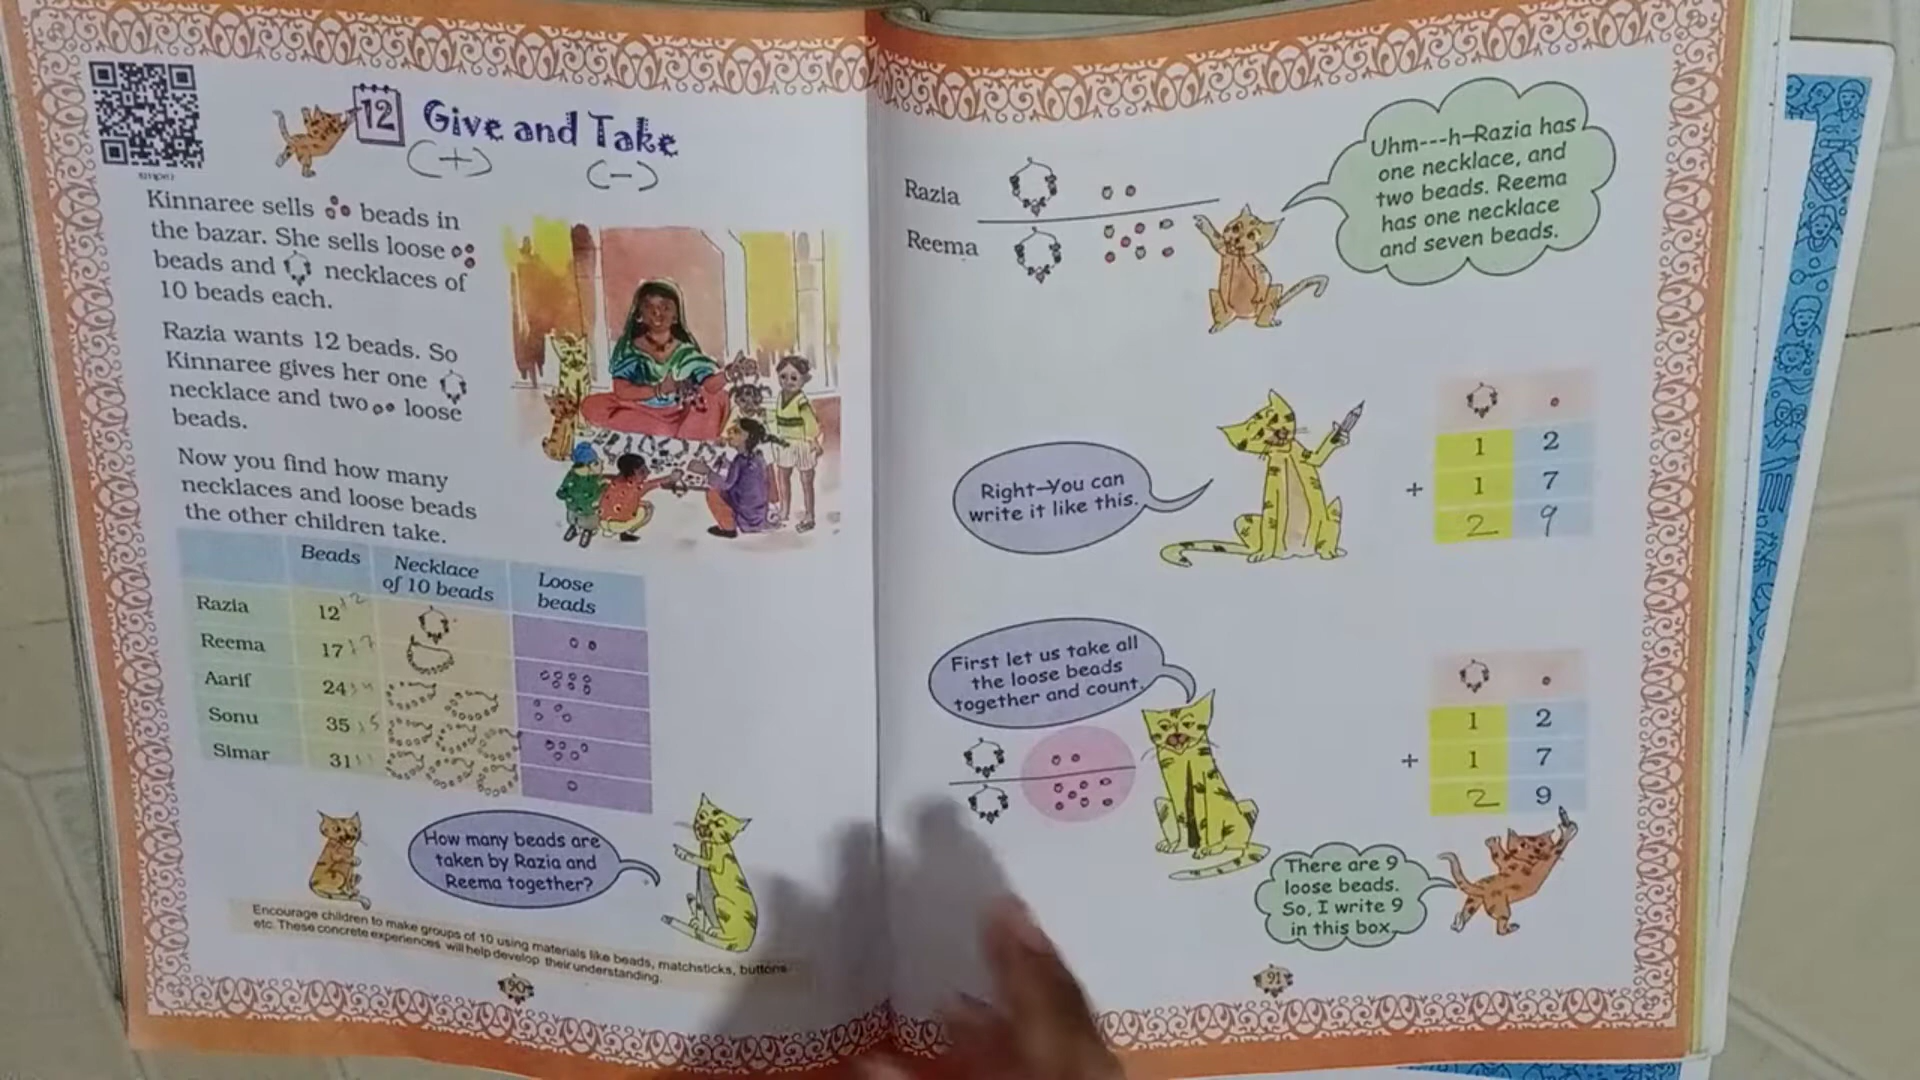 12 Give and Take
(+) (-)
Kinnaree sells beads in
the bazar. She sells loose
beads and necklaces of
10 beads each.
Razia wants 12 beads. So
Kinnaree gives her one
necklace and two loose
beads.
Now you find how many
necklaces and loose beads
the other children take.
Beads Necklace of 10 beads Loose beads
Razia 12 12
Reema 17 17
Aarif 24
Sonu 35
Simar 31
How many beads are
taken by Razia and
Reema together?
Encourage children to make groups of 10 using materials like beads, matchsticks, buttons
etc. These concrete experiences will help develop their understanding.
90
Razia
Reema
Uhm---h—Razia has
one necklace, and
two beads. Reema
has one necklace
and seven beads.
Right—You can
write it like this.
1 2
+ 1 7
2 9
First let us take all
the loose beads
together and count.
1 2
+ 1 7
2 9
There are 9
loose beads.
So, I write 9
in this box.
91